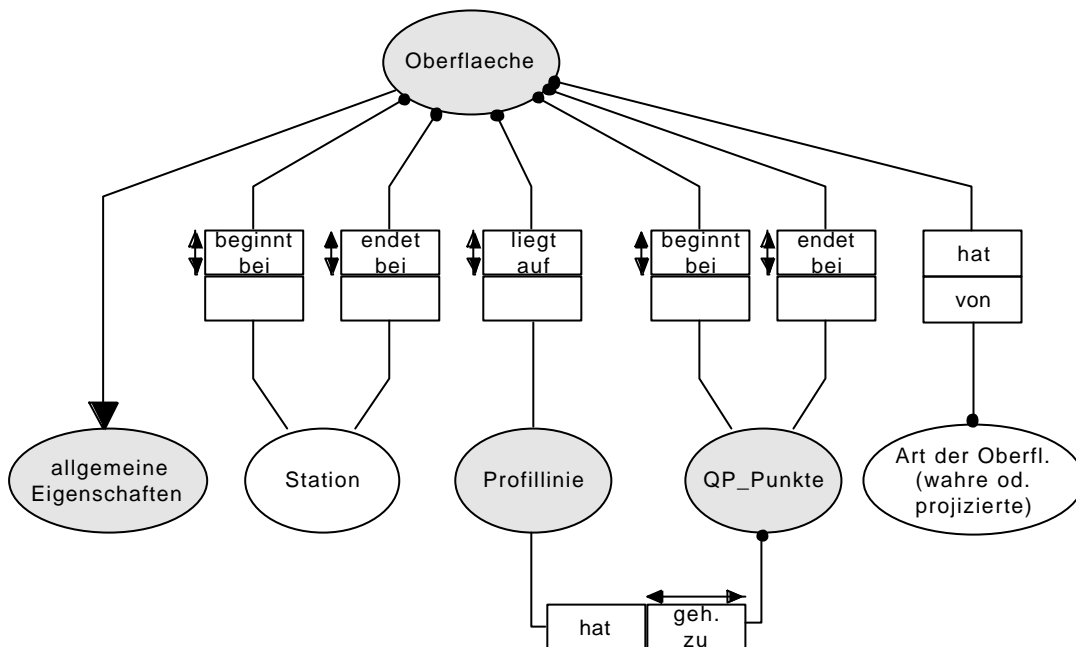 Oberflaeche
beginnt
bei
endet
bei
liegt
auf
beginnt
bei
endet
bei
hat
von
allgemeine
Eigenschaften
Station
Profillinie
QP_Punkte
Art der Oberfl.
(wahre od.
projizierte)
hat
geh.
zu